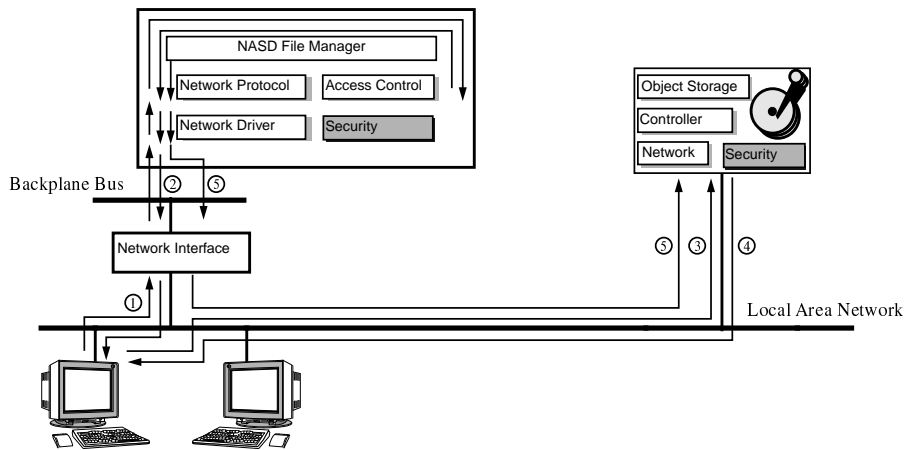 NASD File Manager
Network Protocol
Access Control
Network Driver
Security
Object Storage
Controller
Network
Security
Backplane Bus
②
⑤
Network Interface
⑤
③
④
①
Local Area Network